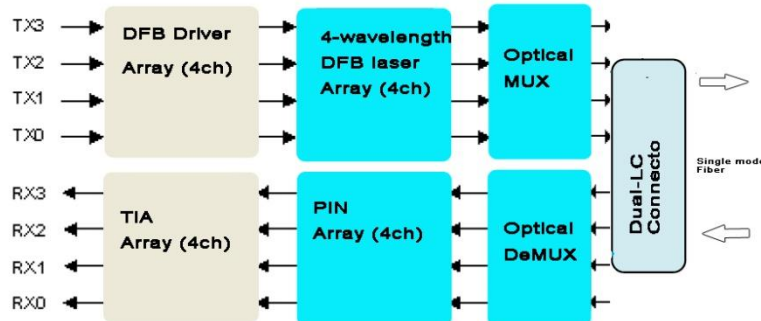 TX3
TX2
TX1
TX0
DFB Driver
Array (4ch)
4-wavelength
DFB laser
Array (4ch)
Optical
MUX
RX3
RX2
RX1
RX0
TIA
Array (4ch)
PIN
Array (4ch)
Optical
DeMUX
Dual-LC
Connecto
Single mode
Fiber